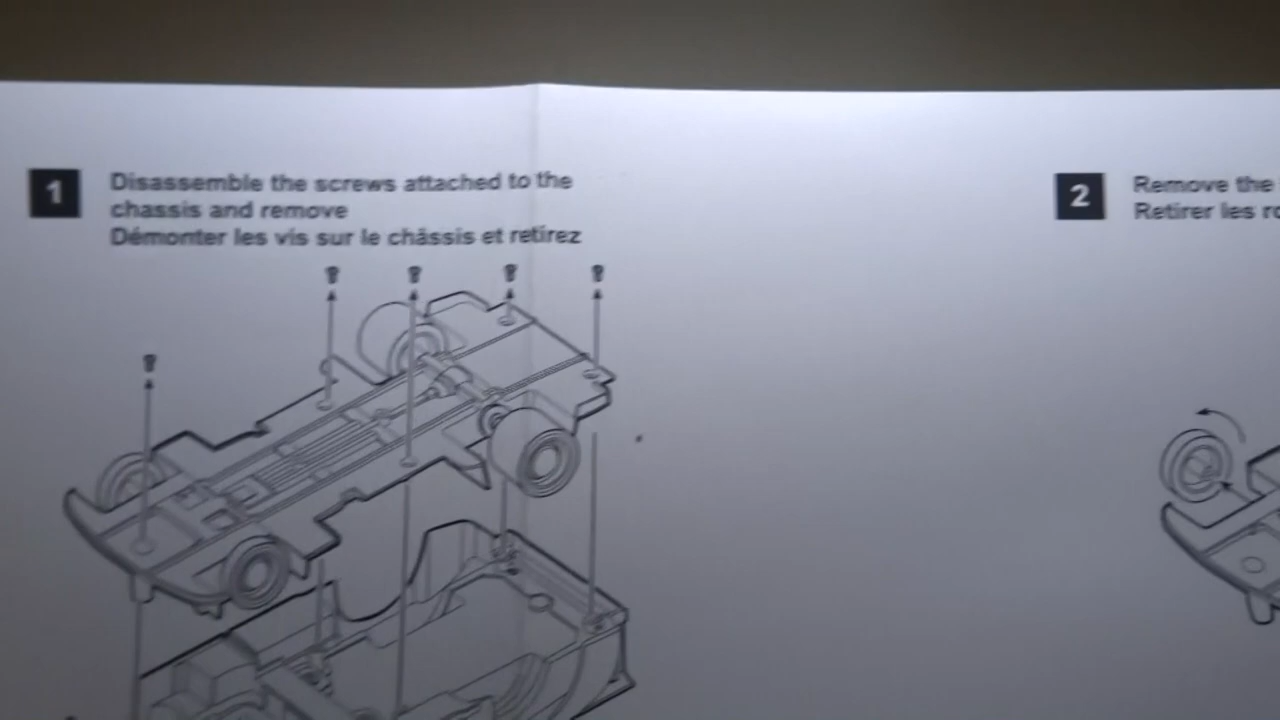 1
Disassemble the screws attached to the
chassis and remove
Démonter les vis sur le châssis et retirez
2
Remove the
Retirer les